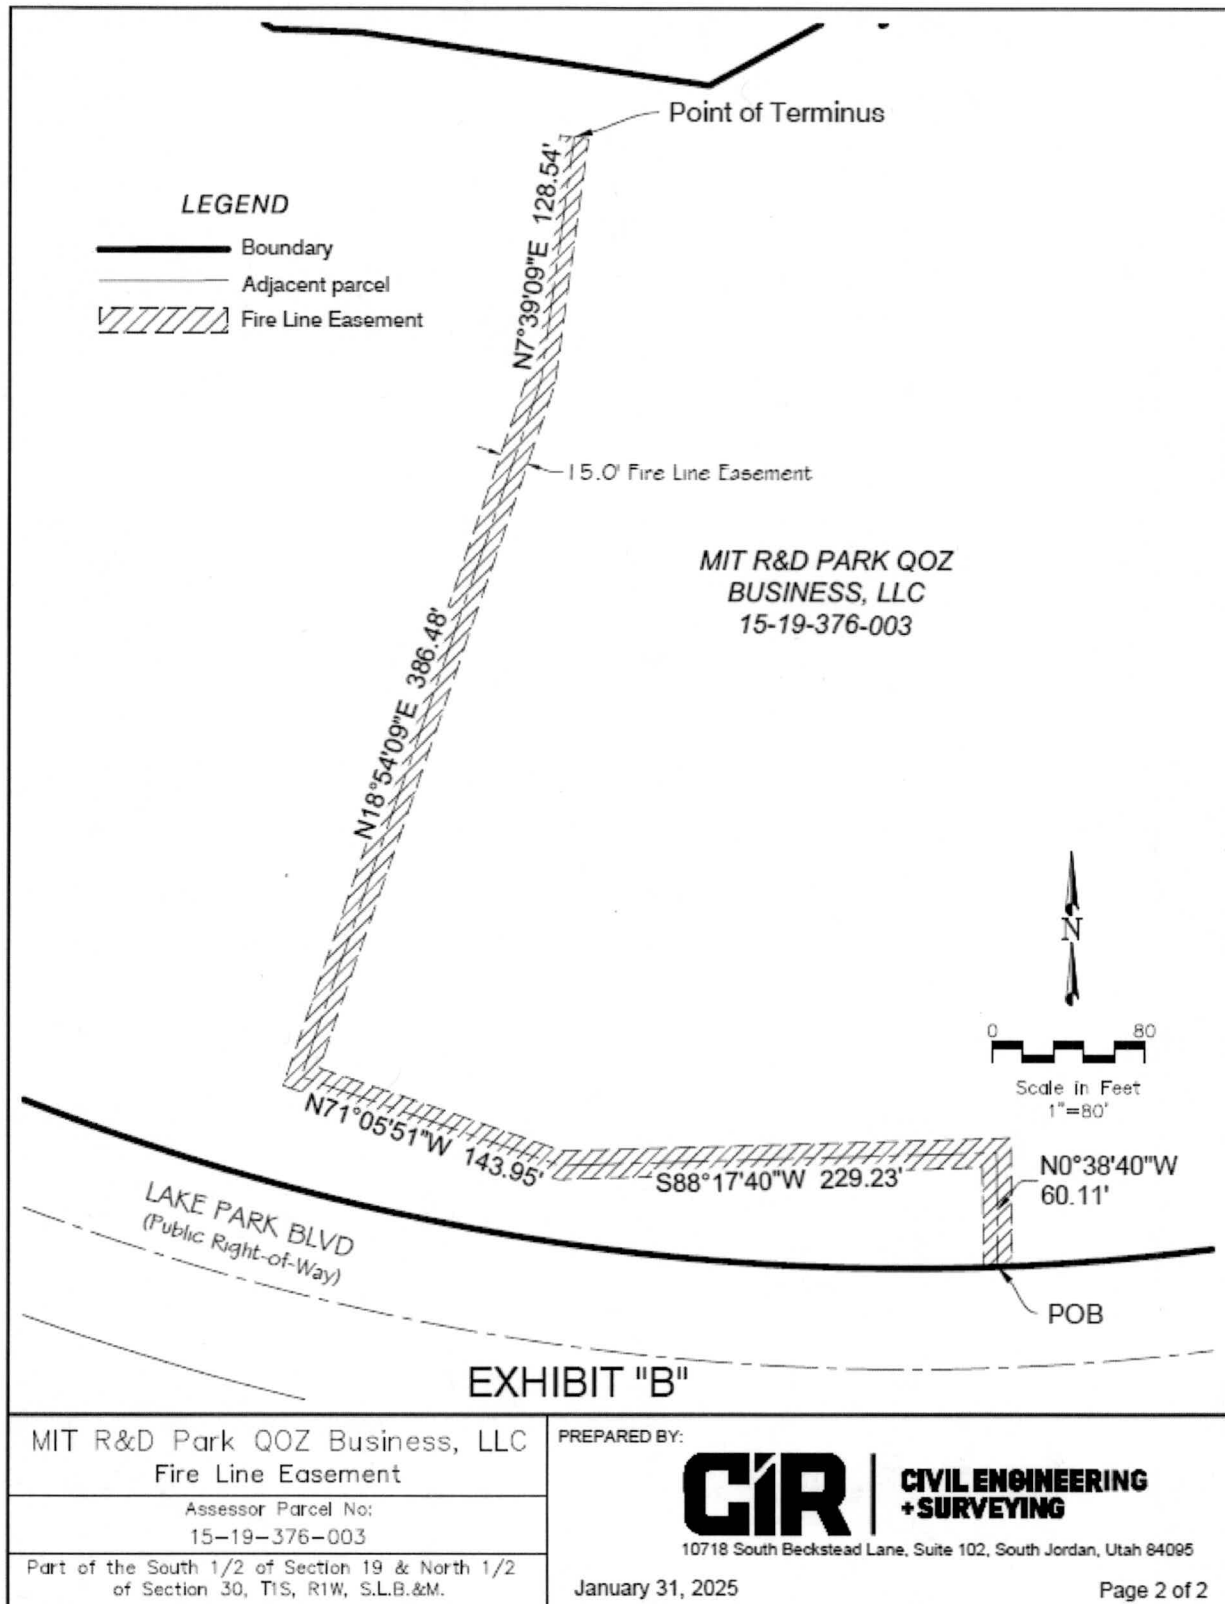 Point of Terminus
N7°39'09"E 128.54'
LEGEND
Boundary
Adjacent parcel
Fire Line Easement
15.0' Fire Line Easement
MIT R&D PARK QOZ
BUSINESS, LLC
15-19-376-003
N18°54'09"E 386.48'
N
0 80
Scale in Feet
1"=80'
N71°05'51"W 143.95'
S88°17'40"W 229.23'
N0°38'40"W
60.11'
LAKE PARK BLVD
(Public Right-of-Way)
POB
EXHIBIT "B"
MIT R&D Park QOZ Business, LLC
Fire Line Easement
Assessor Parcel No:
15-19-376-003
Part of the South 1/2 of Section 19 & North 1/2
of Section 30, T1S, R1W, S.L.B.&M.
PREPARED BY:
CIR
CIVIL ENGINEERING
+SURVEYING
10718 South Beckstead Lane, Suite 102, South Jordan, Utah 84095
January 31, 2025
Page 2 of 2